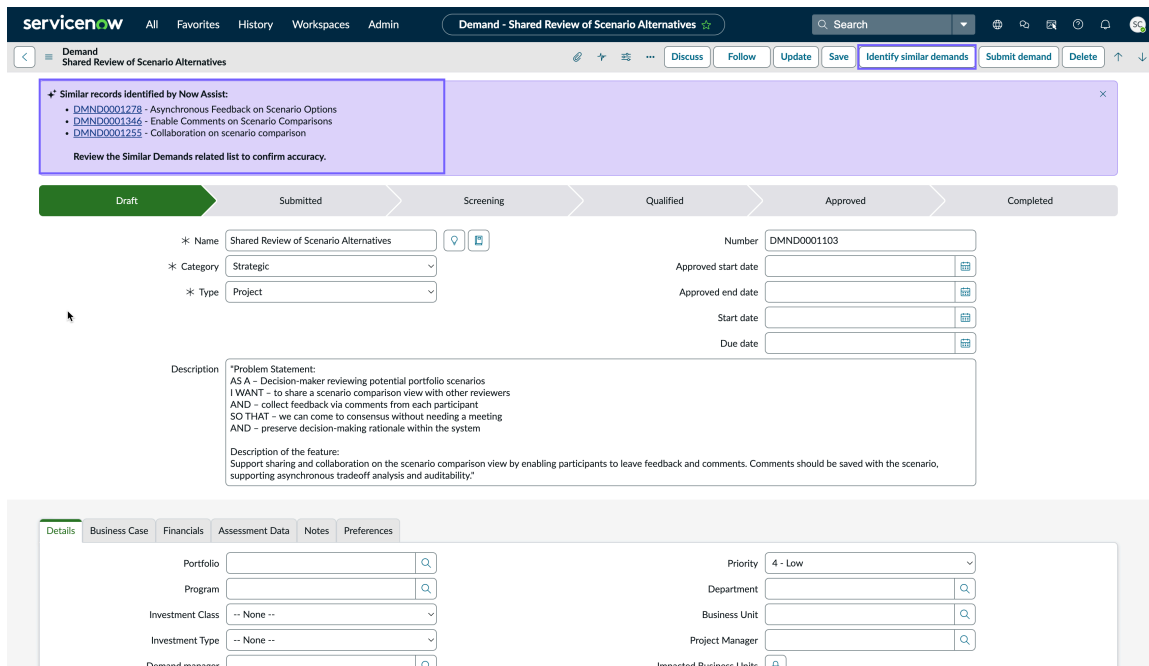 servicenow All Favorites History Workspaces Admin Demand - Shared Review of Scenario Alternatives Search SC
Demand
Shared Review of Scenario Alternatives
Discuss Follow Update Save Identify similar demands Submit demand Delete
Similar records identified by Now Assist:
• DMND0001278 - Asynchronous Feedback on Scenario Options
• DMND0001346 - Enable Comments on Scenario Comparisons
• DMND0001255 - Collaboration on scenario comparison
Review the Similar Demands related list to confirm accuracy.
Draft Submitted Screening Qualified Approved Completed
Name Shared Review of Scenario Alternatives Number DMND0001103
Category Strategic Approved start date
Type Project Approved end date
Start date
Due date
Description "Problem Statement:
AS A – Decision-maker reviewing potential portfolio scenarios
I WANT – to share a scenario comparison view with other reviewers
AND – collect feedback via comments from each participant
SO THAT – we can come to consensus without needing a meeting
AND – preserve decision-making rationale within the system
Description of the feature:
Support sharing and collaboration on the scenario comparison view by enabling participants to leave feedback and comments. Comments should be saved with the scenario,
supporting asynchronous tradeoff analysis and auditability."
Details Business Case Financials Assessment Data Notes Preferences
Portfolio Priority 4 - Low
Program Department
Investment Class -- None -- Business Unit
Investment Type -- None -- Project Manager
Demand manager Impacted Business Units